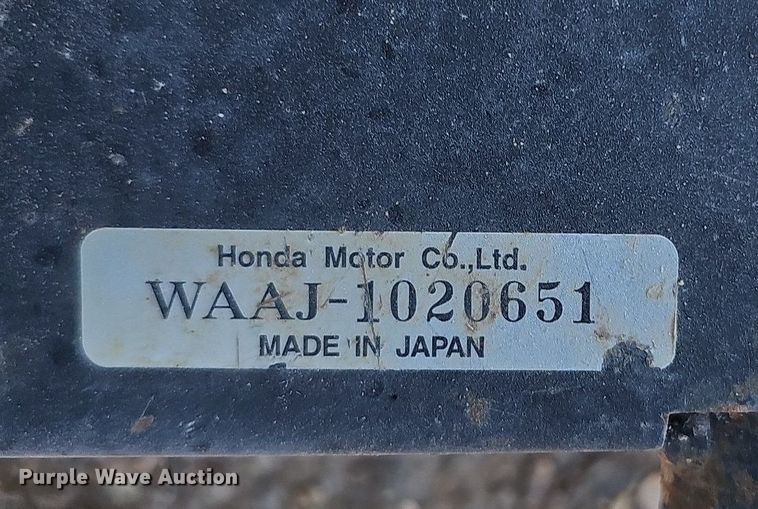 Honda Motor Co.,Ltd.
WAAJ-1020651
MADE IN JAPAN
Purple Wave Auction